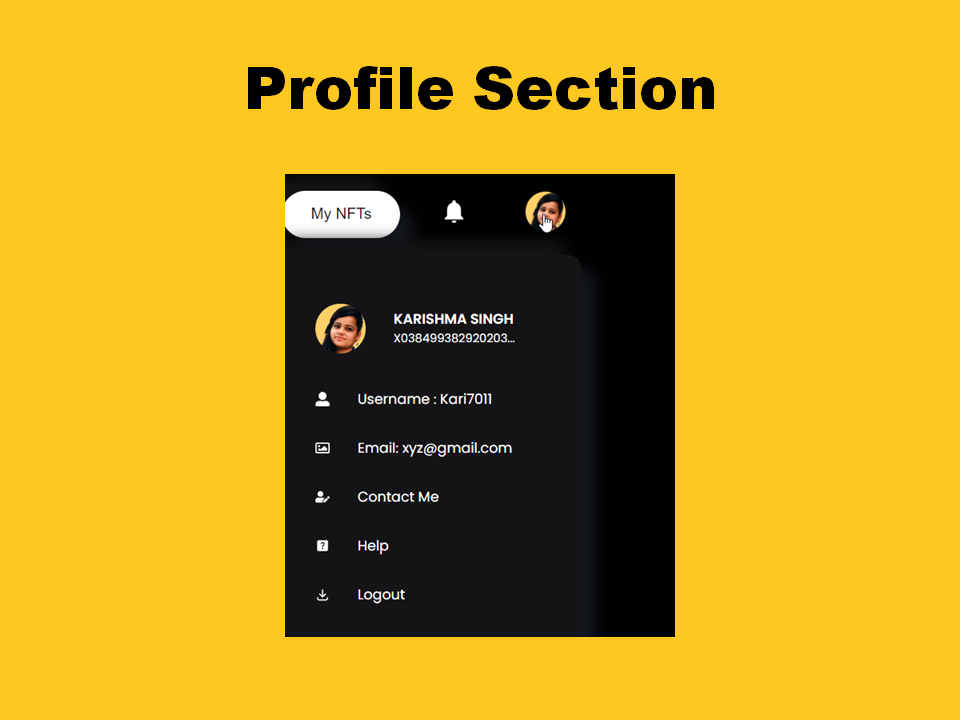 Profile Section
My NFTs
KARISHMA SINGH
X038499382920203...
Username : Kari7011
Email: xyz@gmail.com
Contact Me
Help
Logout